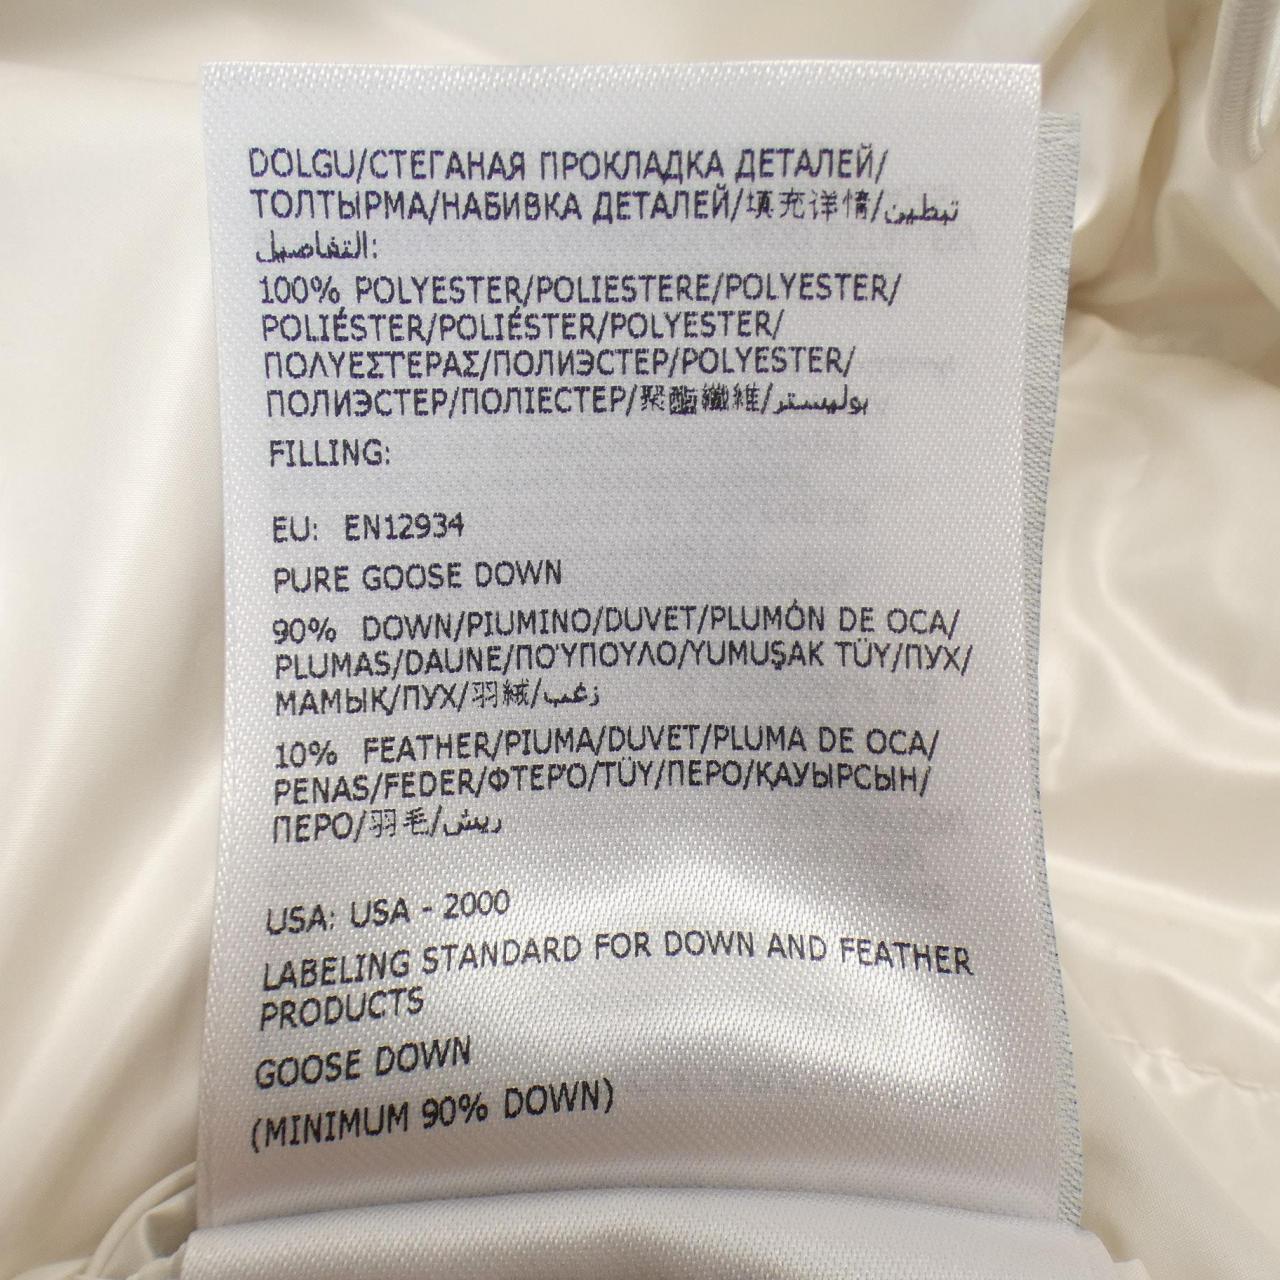 DOLGU/СТЕГАНАЯ ПРОКЛАДКА ДЕТАЛЕЙ/
ТОЛТЫРМА/НАБИВКА ДЕТАЛЕЙ/填充详情/تبطين
التفاصيل:
100% POLYESTER/POLIESTERE/POLYESTER/
POLIÉSTER/POLIÉSTER/POLYESTER/
ΠΟΛΥΕΣΤΕΡΑΣ/ПОЛИЭСТЕР/POLYESTER/
ПОЛИЭСТЕР/ПОЛІЕСТЕР/聚酯纖維/بوليستر
FILLING:
EU: EN12934
PURE GOOSE DOWN
90% DOWN/PIUMINO/DUVET/PLUMÓN DE OCA/
PLUMAS/DAUNE/ΠΟΎΠΟΥΛΟ/YUMUŞAK TÜY/ПУХ/
МАМЫҚ/ПУХ/羽絨/زغب
10% FEATHER/PIUMA/DUVET/PLUMA DE OCA/
PENAS/FEDER/ΦΤΕΡΌ/TÜY/ПЕРО/ҚАУЫРСЫН/
ПЕРО/羽毛/ريش
USA: USA - 2000
LABELING STANDARD FOR DOWN AND FEATHER
PRODUCTS
GOOSE DOWN
(MINIMUM 90% DOWN)